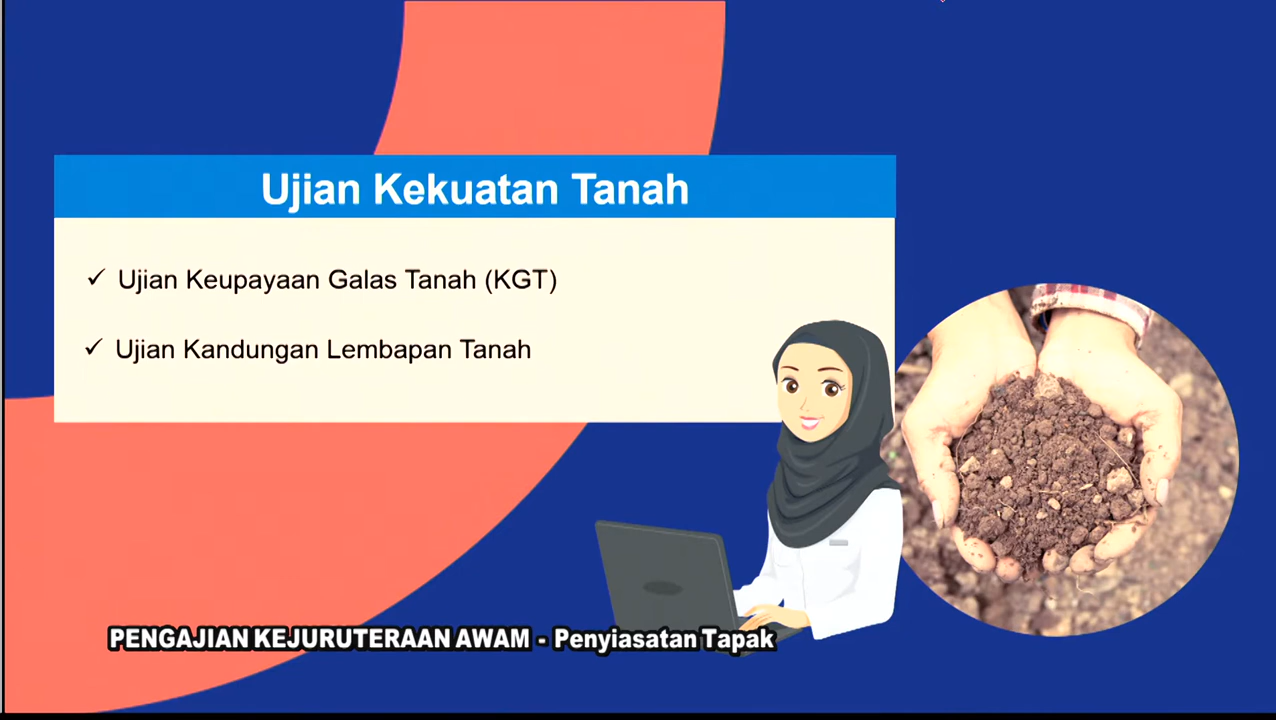 Ujian Kekuatan Tanah
✓ Ujian Keupayaan Galas Tanah (KGT)
✓ Ujian Kandungan Lembapan Tanah
PENGAJIAN KEJURUTERAAN AWAM - Penyiasatan Tapak